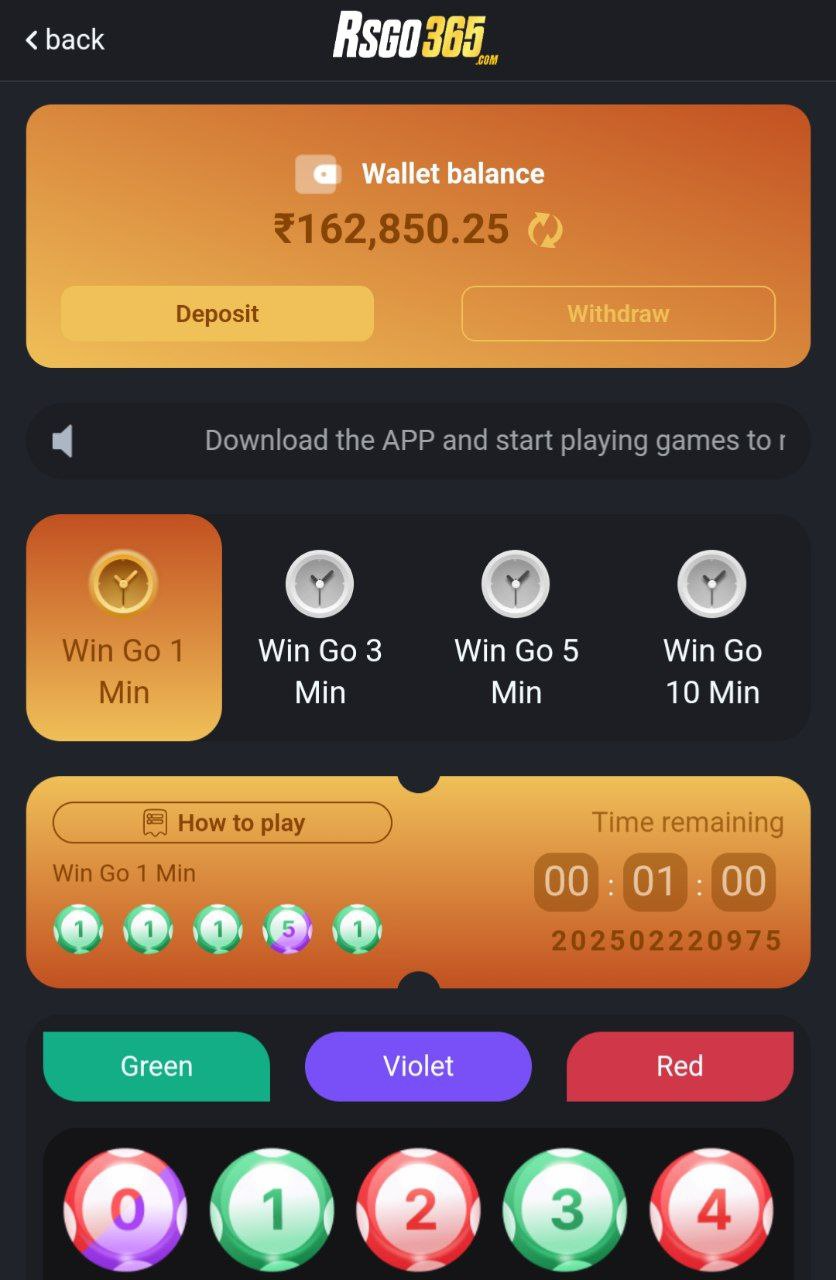 back
RSGO365
.COM
Wallet balance
₹162,850.25
Deposit
Withdraw
Download the APP and start playing games to r
Win Go 1
Min
Win Go 3
Min
Win Go 5
Min
Win Go
10 Min
How to play
Time remaining
Win Go 1 Min
00 : 01 : 00
1 1 1 5 1
202502220975
Green
Violet
Red
0 1 2 3 4